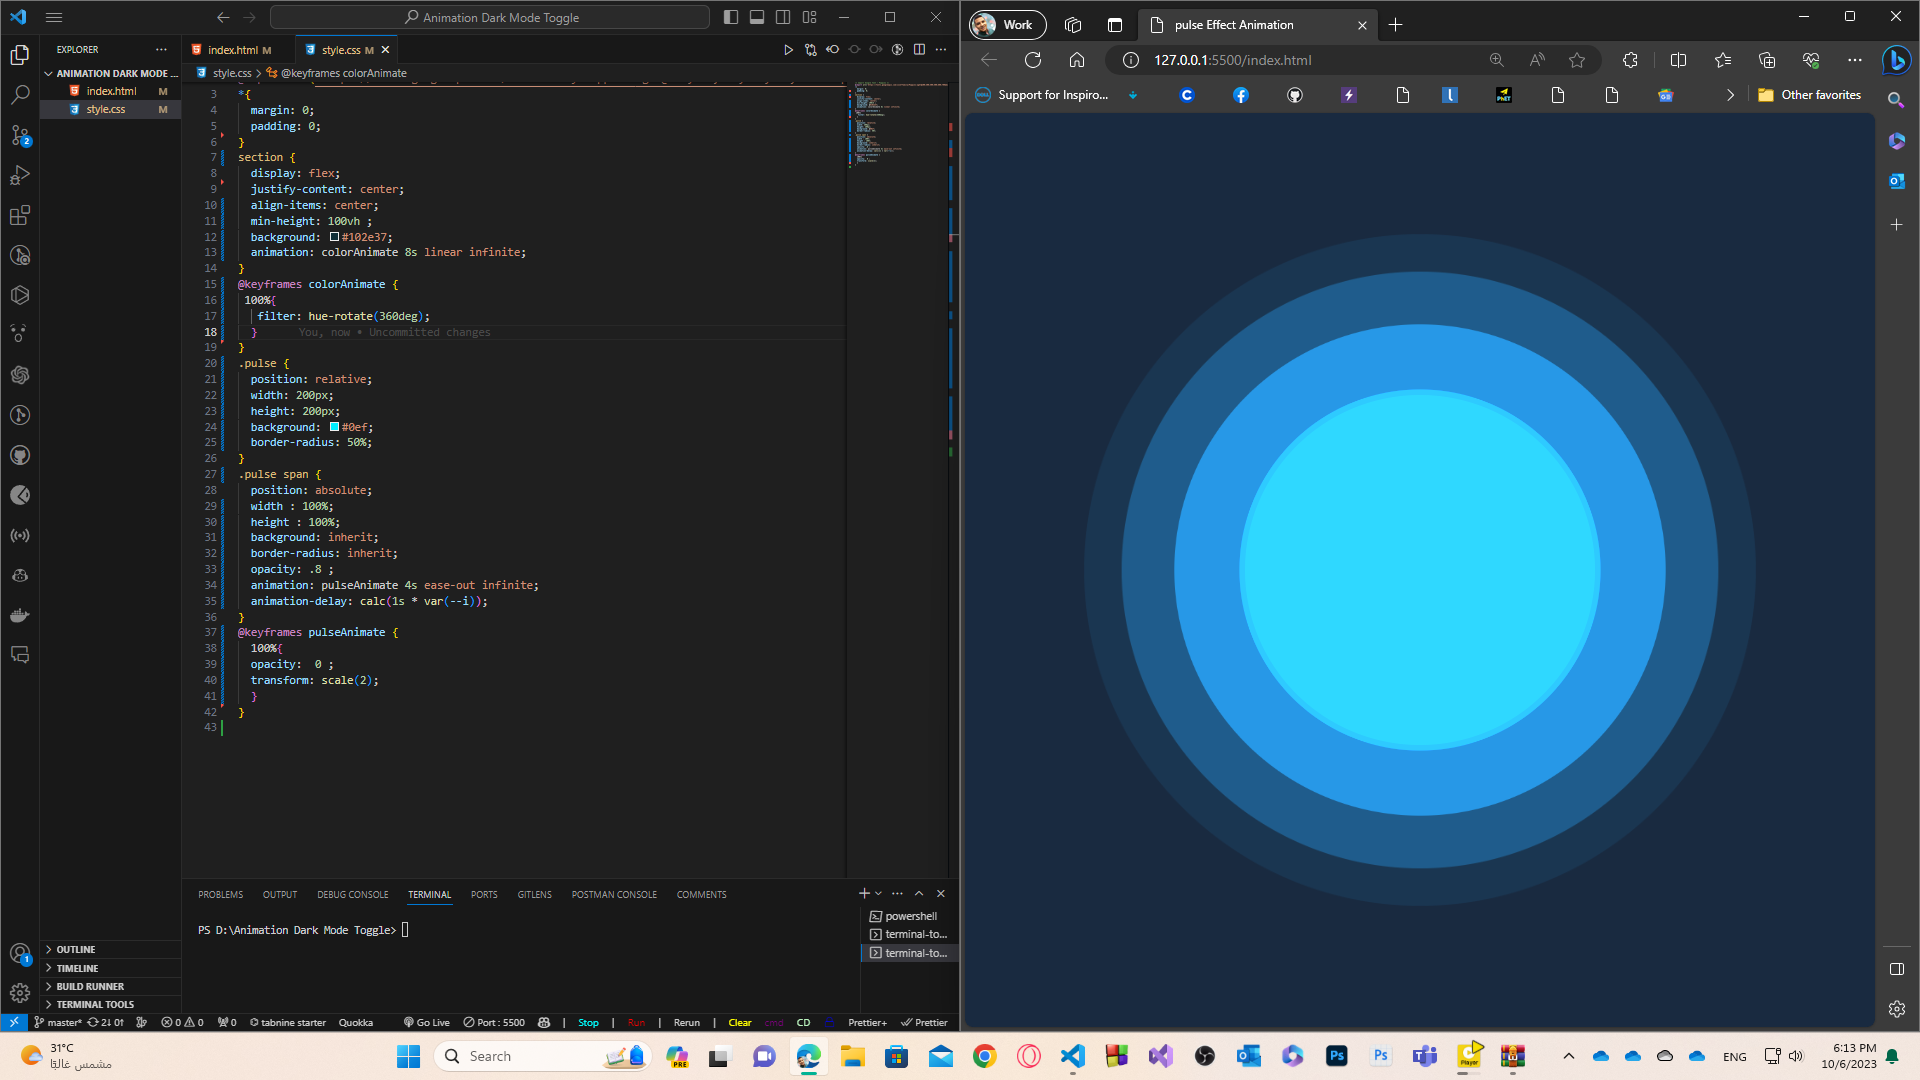 Animation Dark Mode Toggle
EXPLORER
ANIMATION DARK MODE ...
index.html M
style.css M
index.html M
style.css M
style.css > @keyframes colorAnimate
3 *{
4 margin: 0;
5 padding: 0;
6 }
7 section {
8 display: flex;
9 justify-content: center;
10 align-items: center;
11 min-height: 100vh ;
12 background: #102e37;
13 animation: colorAnimate 8s linear infinite;
14 }
15 @keyframes colorAnimate {
16 100%{
17 filter: hue-rotate(360deg);
18 } You, now • Uncommitted changes
19 }
20 .pulse {
21 position: relative;
22 width: 200px;
23 height: 200px;
24 background: #0ef;
25 border-radius: 50%;
26 }
27 .pulse span {
28 position: absolute;
29 width : 100%;
30 height : 100%;
31 background: inherit;
32 border-radius: inherit;
33 opacity: .8 ;
34 animation: pulseAnimate 4s ease-out infinite;
35 animation-delay: calc(1s * var(--i));
36 }
37 @keyframes pulseAnimate {
38 100%{
39 opacity:  0 ;
40 transform: scale(2);
41 }
42 }
43
PROBLEMS OUTPUT DEBUG CONSOLE TERMINAL PORTS GITLENS POSTMAN CONSOLE COMMENTS
PS D:\Animation Dark Mode Toggle>
powershell
terminal-to...
terminal-to...
OUTLINE
TIMELINE
BUILD RUNNER
TERMINAL TOOLS
master* 2↓ 0↑ 0 0 0 tabnine starter Quokka Go Live Port : 5500 | Stop | Run | Rerun | Clear cmd CD Prettier+ Prettier
Work
pulse Effect Animation
127.0.0.1:5500/index.html
Support for Inspiro...
Other favorites
31°C
مشمس غالبًا
Search
PRE
ENG
6:13 PM
10/6/2023